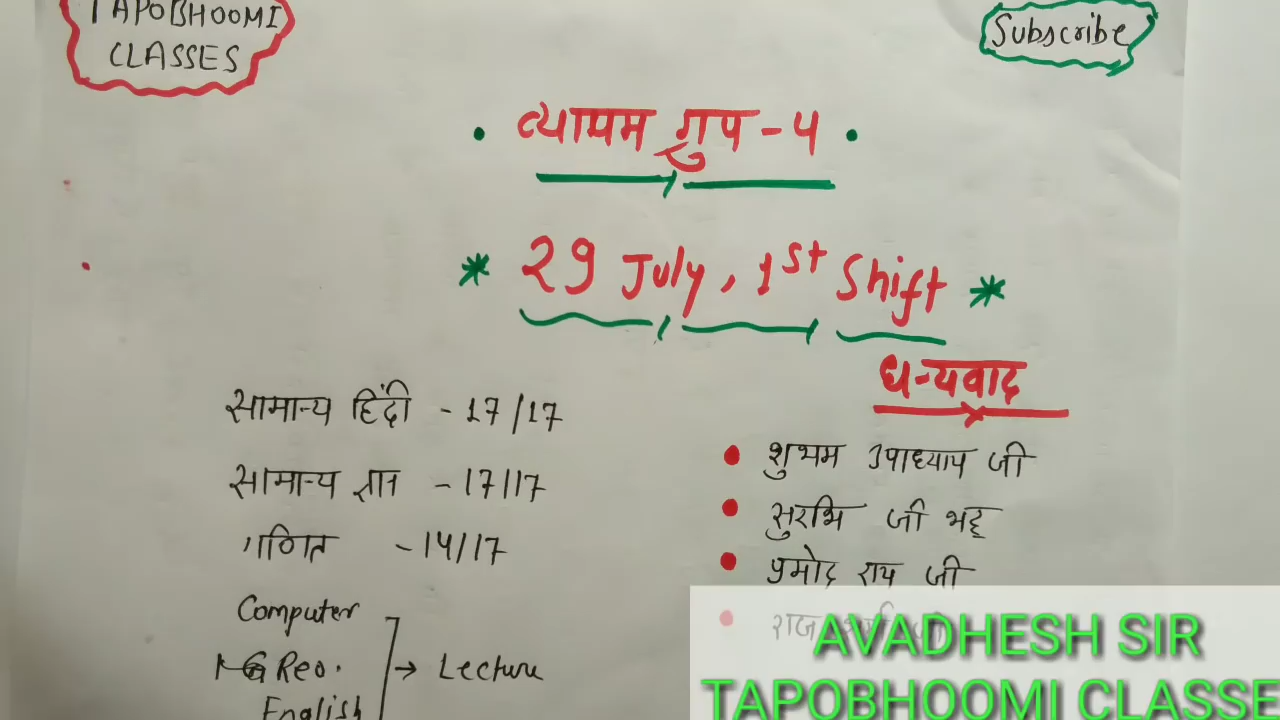 TAPOBHOOMI
CLASSES
Subscribe
व्यापम ग्रुप-4
29 July, 1st Shift
धन्यवाद
सामान्य हिंदी - 17/17
सामान्य ज्ञान - 17/17
गणित - 14/17
Computer
Reo.
English
→ Lecture
शुभम उपाध्याय जी
सुरभि जी भट्ट
प्रमोद राय जी
AVADHESH SIR
TAPOBHOOMI CLASSE